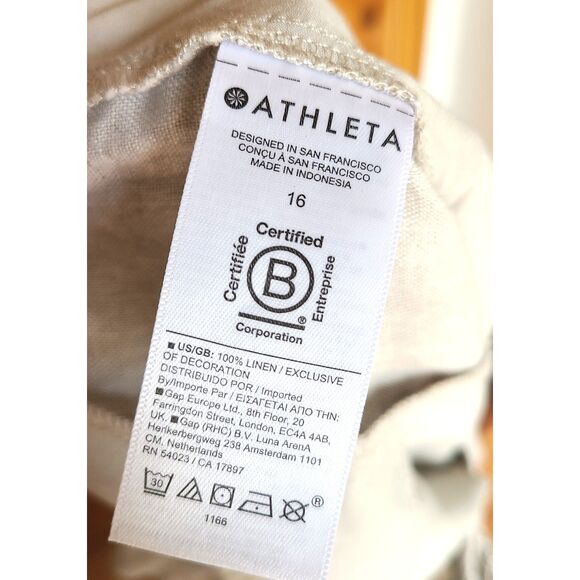 ATHLETA
DESIGNED IN SAN FRANCISCO
CONÇU À SAN FRANCISCO
MADE IN INDONESIA
16
Certified
Certifiée
B
Entreprise
®
Corporation
■ US/GB: 100% LINEN / EXCLUSIVE
OF DECORATION
DISTRIBUIDO POR / Imported
By/Importe Par / ΕΙΣΑΓΕΤΑΙ ΑΠΟ ΤΗΝ:
■ Gap Europe Ltd., 8th Floor, 20
Farringdon Street, London, EC4A 4AB,
UK. ■ Gap (RHC) B.V. Luna ArenA
Henkerbergweg 238 Amsterdam 1101
CM. Netherlands
RN 54023 / CA 17897
30
®
1166